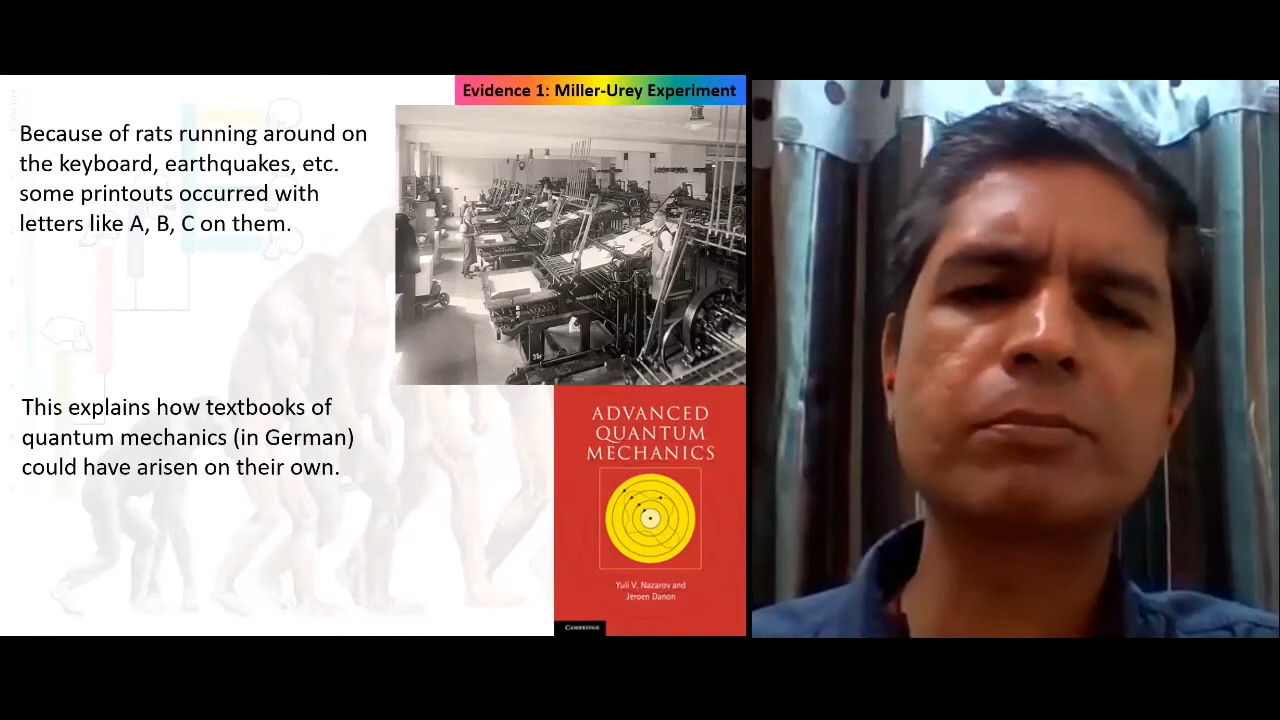 Evidence 1: Miller-Urey Experiment
Because of rats running around on
the keyboard, earthquakes, etc.
some printouts occurred with
letters like A, B, C on them.
This explains how textbooks of
quantum mechanics (in German)
could have arisen on their own.
ADVANCED
QUANTUM
MECHANICS
Yuli V. Nazarov and
Jeroen Danon
CAMBRIDGE